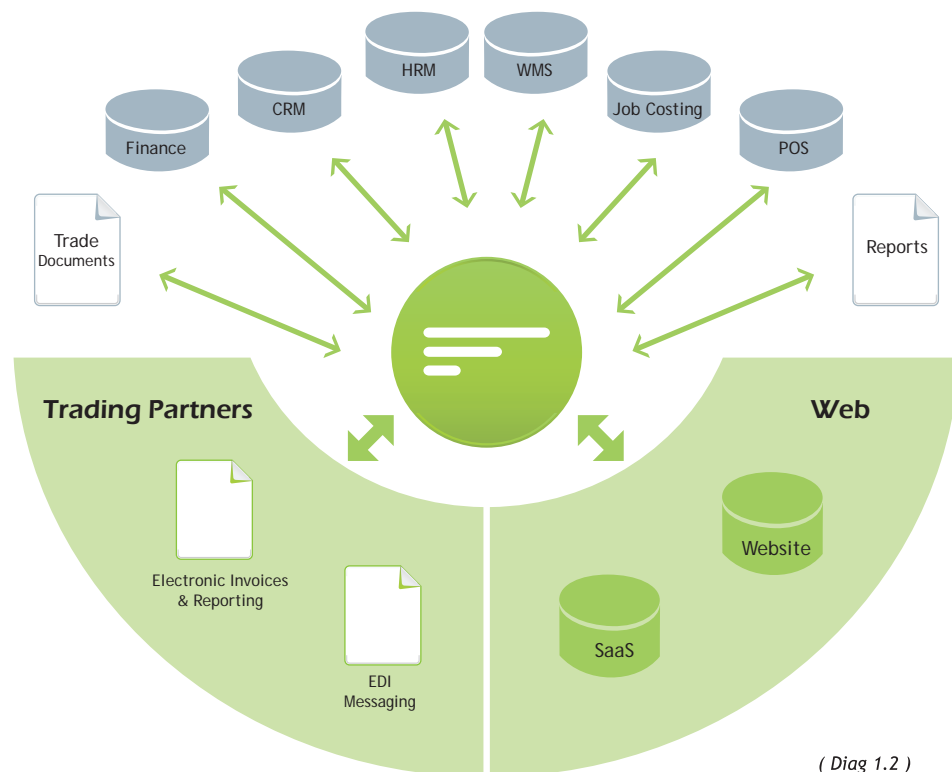 HRM
WMS
CRM
Job Costing
Finance
POS
Trade
Documents
Reports
Trading Partners
Web
Website
Electronic Invoices
& Reporting
SaaS
EDI
Messaging
( Diag 1.2 )